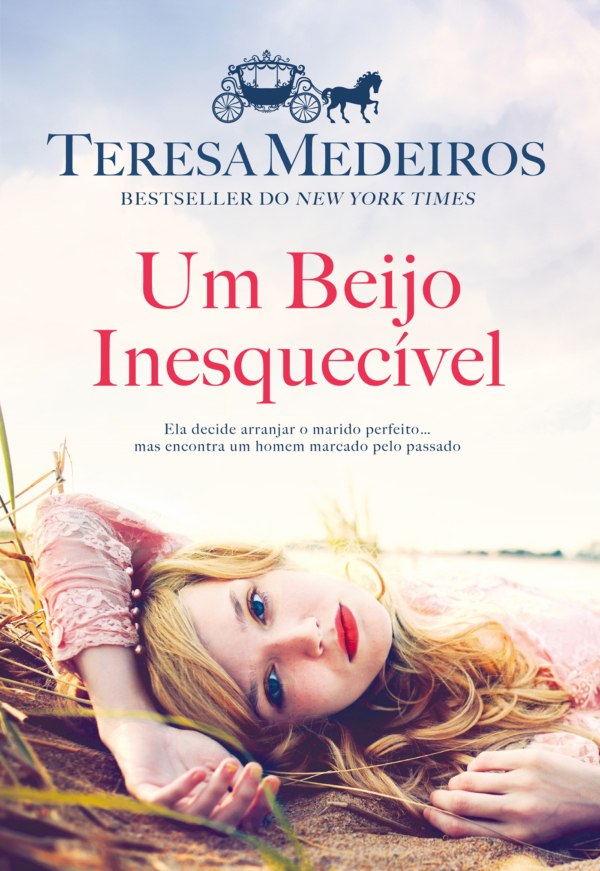 TERESA MEDEIROS
BESTSELLER DO NEW YORK TIMES
Um Beijo
Inesquecível
Ela decide arranjar o marido perfeito...
mas encontra um homem marcado pelo passado